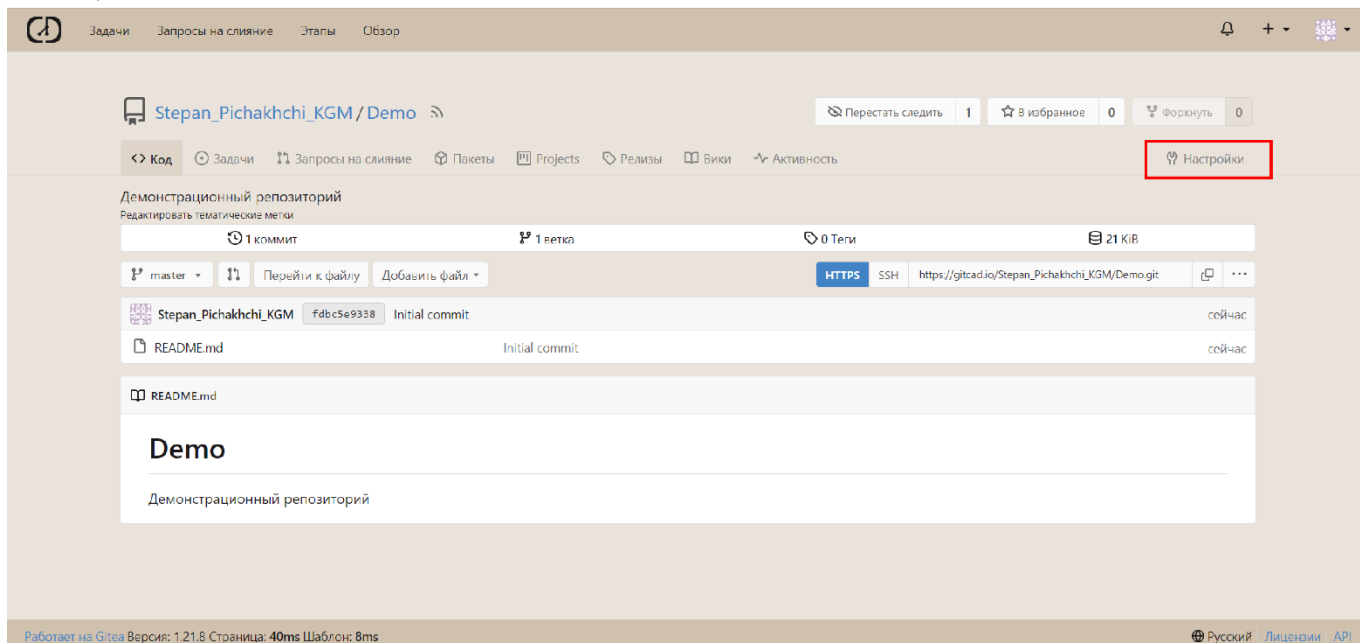 Задачи Запросы на слияние Этапы Обзор
Stepan_Pichakhchi_KGM / Demo Перестать следить 1 В избранное 0 Форкнуть 0
Код Задачи Запросы на слияние Пакеты Projects Релизы Вики Активность Настройки
Демонстрационный репозиторий
Редактировать тематические метки
1 коммит 1 ветка 0 Теги 21 KiB
master Перейти к файлу Добавить файл HTTPS SSH https://gitcad.io/Stepan_Pichakhchi_KGM/Demo.git
Stepan_Pichakhchi_KGM fdbc5e9338 Initial commit сейчас
README.md Initial commit сейчас
README.md
Demo
Демонстрационный репозиторий
Работает на Gitea Версия: 1.21.8 Страница: 40ms Шаблон: 8ms Русский Лицензии API